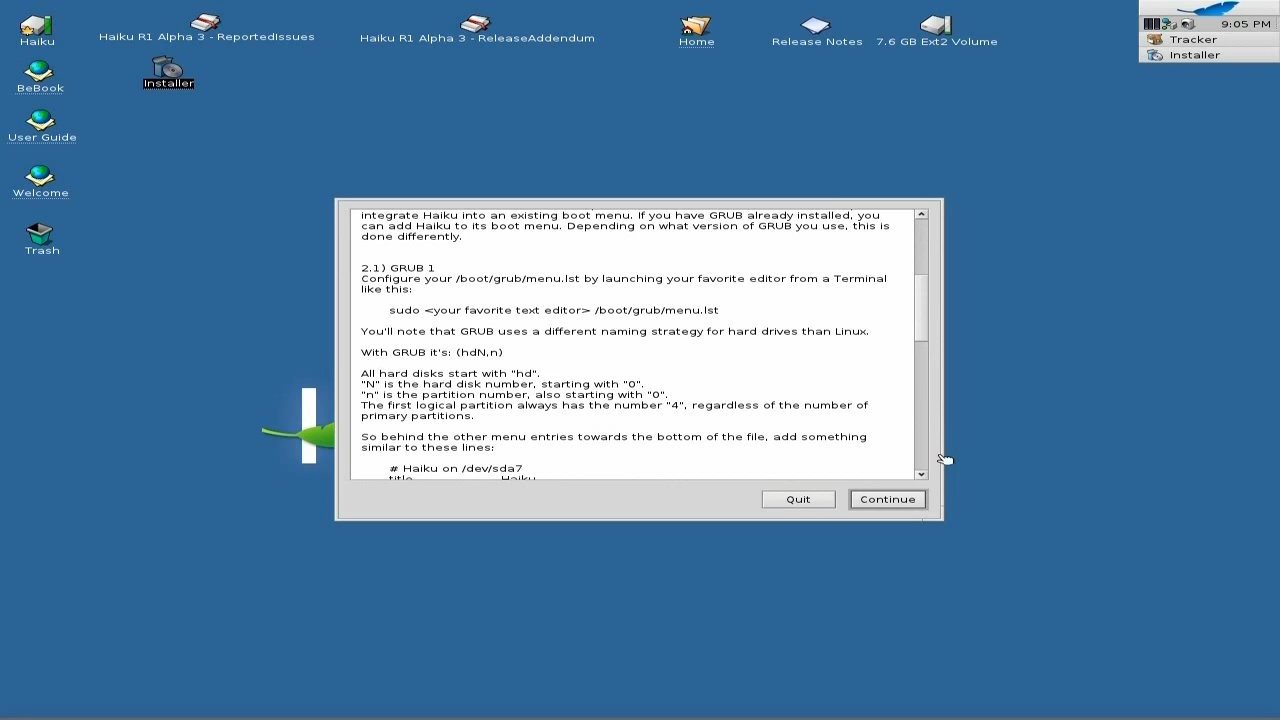 Haiku
Haiku R1 Alpha 3 - ReportedIssues
Haiku R1 Alpha 3 - ReleaseAddendum
Home
Release Notes
7.6 GB Ext2 Volume
9:05 PM
Tracker
Installer
BeBook
Installer
User Guide
Welcome
Trash
integrate Haiku into an existing boot menu. If you have GRUB already installed, you
can add Haiku to its boot menu. Depending on what version of GRUB you use, this is
done differently.
2.1) GRUB 1
Configure your /boot/grub/menu.lst by launching your favorite editor from a Terminal
like this:
sudo <your favorite text editor> /boot/grub/menu.lst
You'll note that GRUB uses a different naming strategy for hard drives than Linux.
With GRUB it's: (hdN,n)
All hard disks start with "hd".
"N" is the hard disk number, starting with "0".
"n" is the partition number, also starting with "0".
The first logical partition always has the number "4", regardless of the number of
primary partitions.
So behind the other menu entries towards the bottom of the file, add something
similar to these lines:
# Haiku on /dev/sda7
title Haiku
Quit
Continue